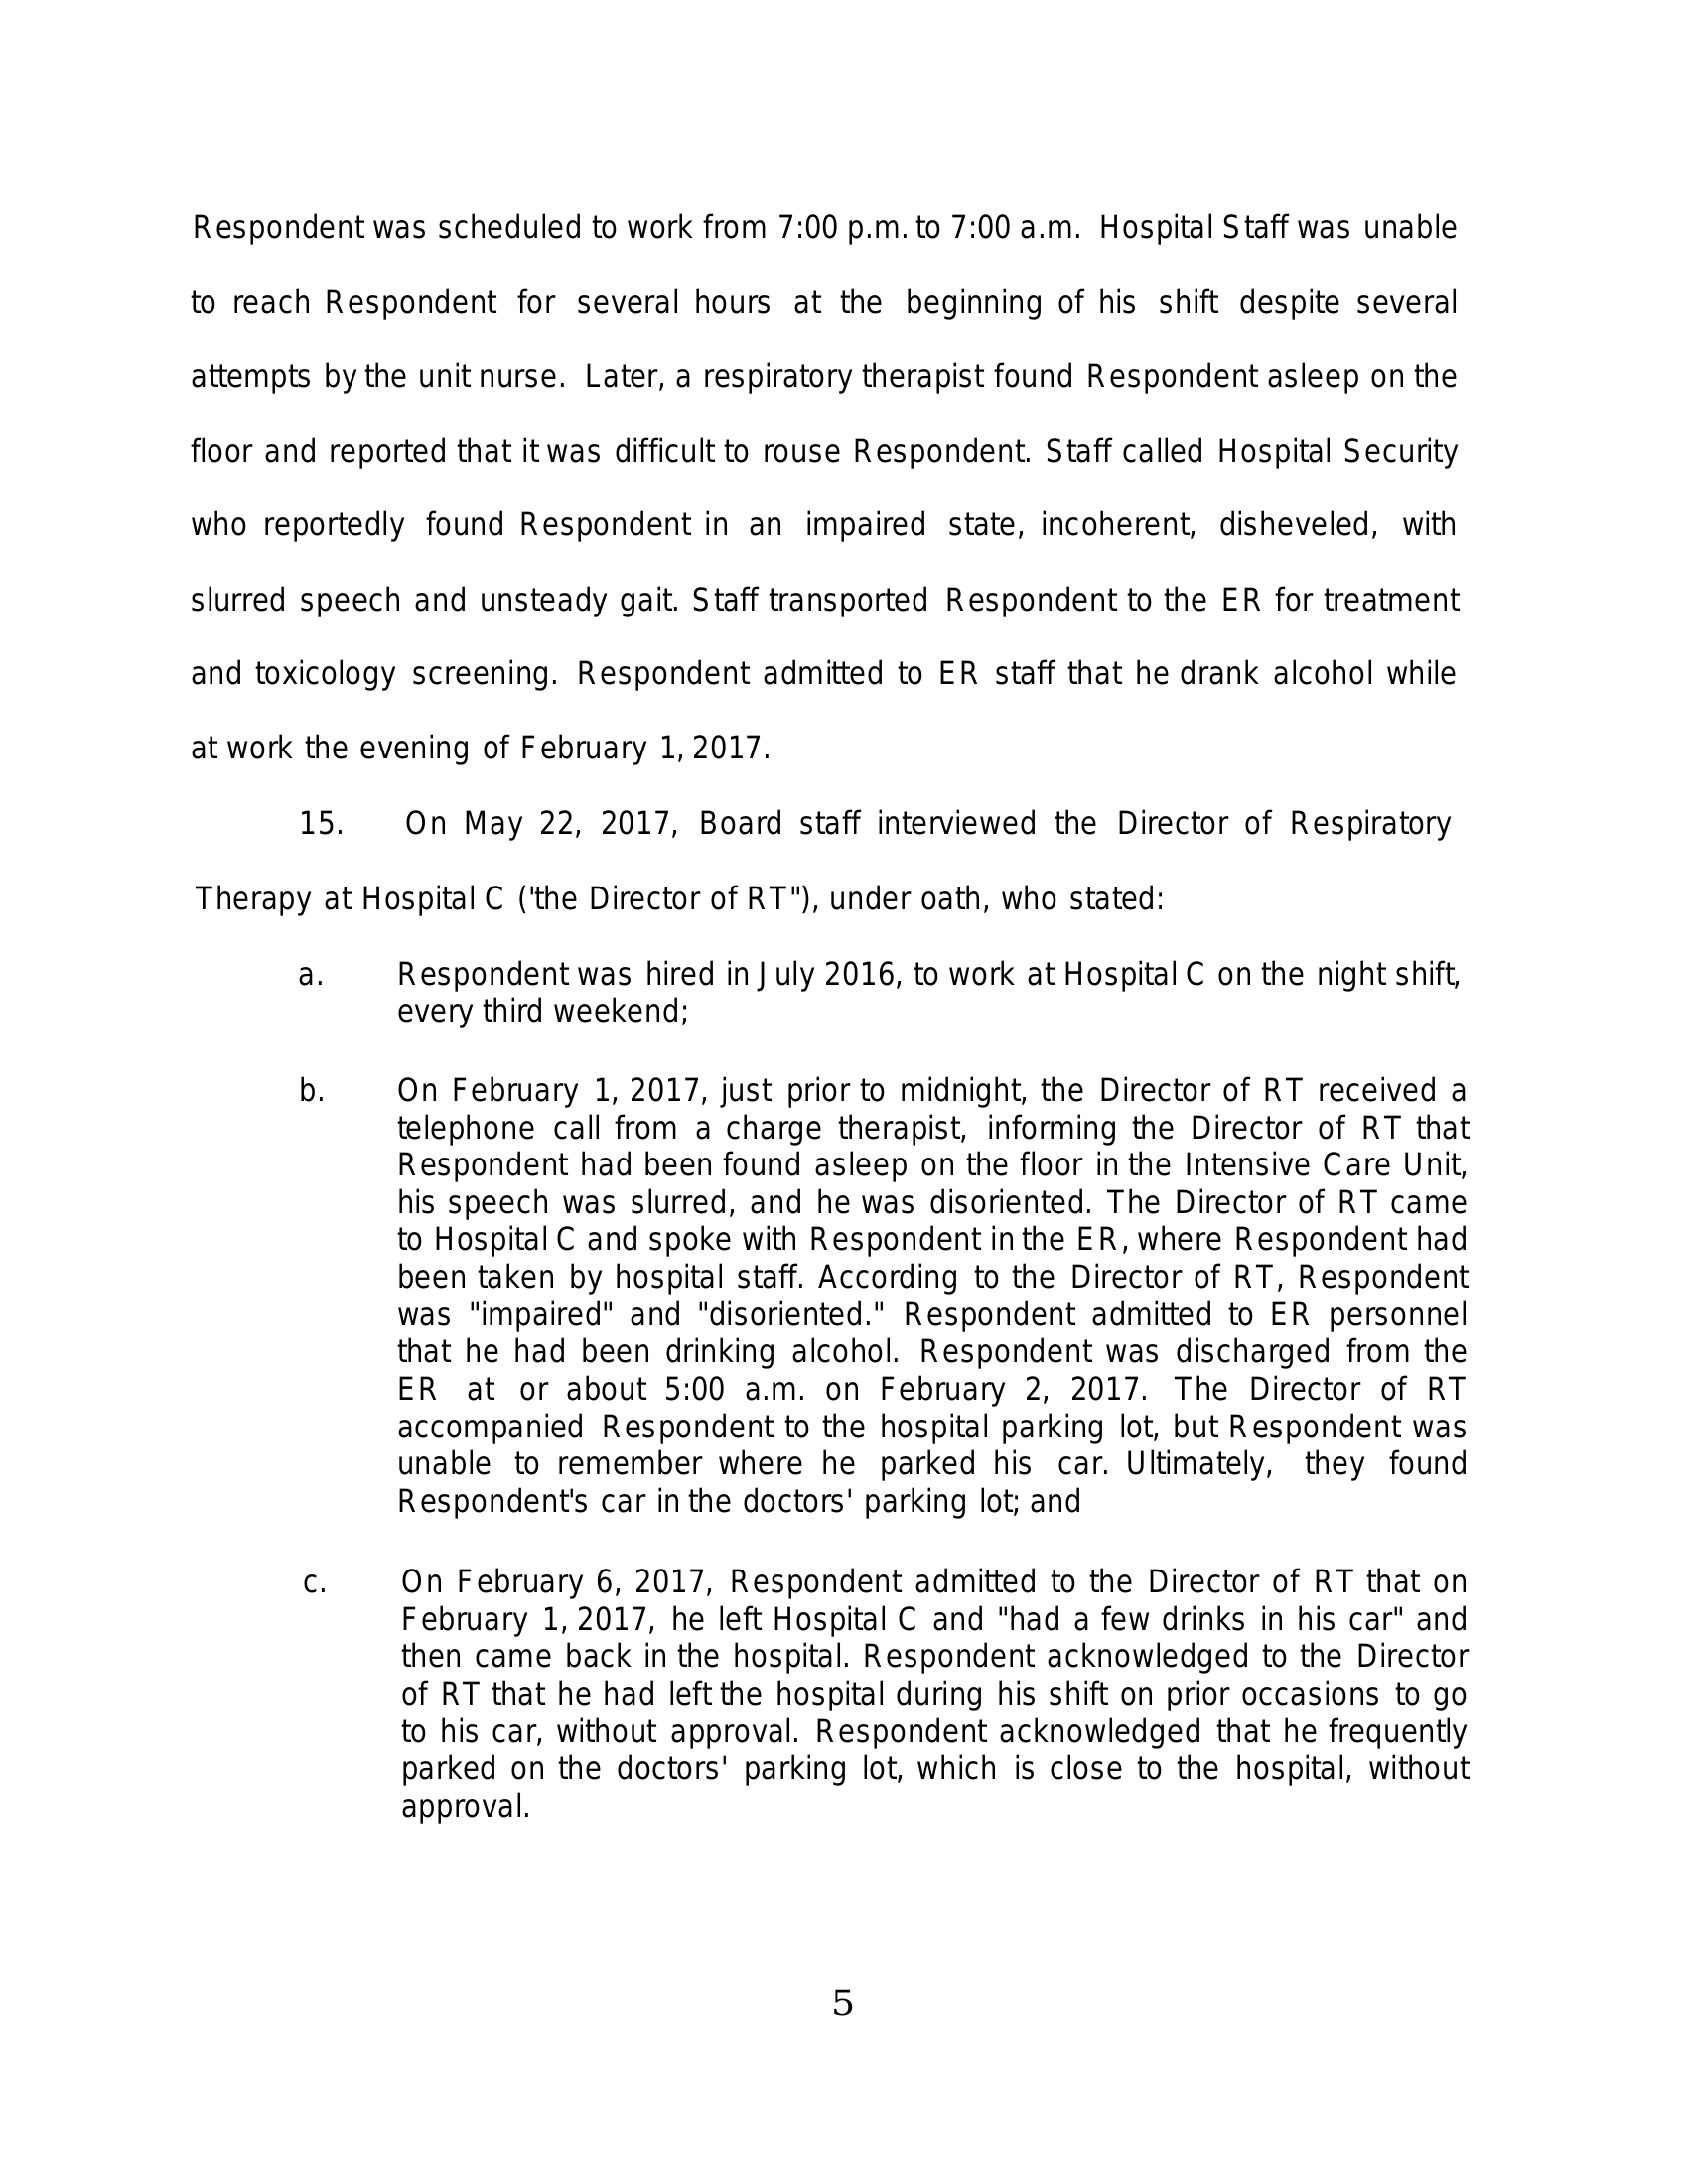 Respondent was scheduled to work from 7:00 p.m. to 7:00 a.m. Hospital Staff was unable
to reach Respondent for several hours at the beginning of his shift despite several
attempts by the unit nurse. Later, a respiratory therapist found Respondent asleep on the
floor and reported that it was difficult to rouse Respondent. Staff called Hospital Security
who reportedly found Respondent in an impaired state, incoherent, disheveled, with
slurred speech and unsteady gait. Staff transported Respondent to the ER for treatment
and toxicology screening. Respondent admitted to ER staff that he drank alcohol while
at work the evening of February 1, 2017.
15. On May 22, 2017, Board staff interviewed the Director of Respiratory
Therapy at Hospital C ('the Director of RT"), under oath, who stated:
a. Respondent was hired in July 2016, to work at Hospital C on the night shift,
every third weekend;
b. On February 1, 2017, just prior to midnight, the Director of RT received a
telephone call from a charge therapist, informing the Director of RT that
Respondent had been found asleep on the floor in the Intensive Care Unit,
his speech was slurred, and he was disoriented. The Director of RT came
to Hospital C and spoke with Respondent in the ER, where Respondent had
been taken by hospital staff. According to the Director of RT, Respondent
was "impaired" and "disoriented." Respondent admitted to ER personnel
that he had been drinking alcohol. Respondent was discharged from the
ER at or about 5:00 a.m. on February 2, 2017. The Director of RT
accompanied Respondent to the hospital parking lot, but Respondent was
unable to remember where he parked his car. Ultimately, they found
Respondent's car in the doctors' parking lot; and
c. On February 6, 2017, Respondent admitted to the Director of RT that on
February 1, 2017, he left Hospital C and "had a few drinks in his car" and
then came back in the hospital. Respondent acknowledged to the Director
of RT that he had left the hospital during his shift on prior occasions to go
to his car, without approval. Respondent acknowledged that he frequently
parked on the doctors' parking lot, which is close to the hospital, without
approval.
5